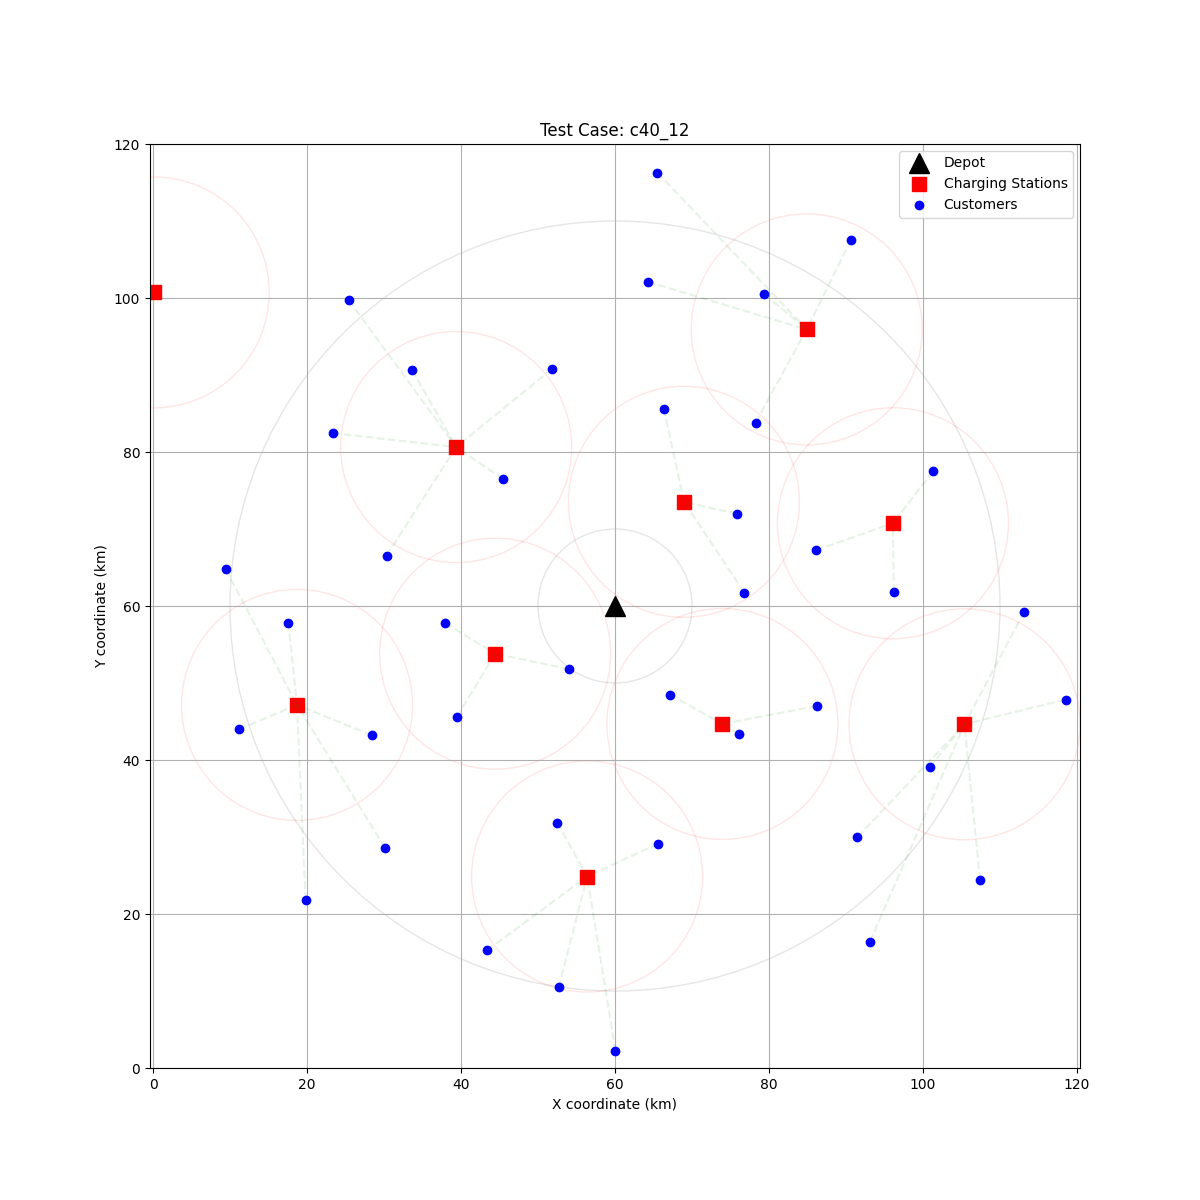 Test Case: c40_12
Depot
Charging Stations
Customers
120
100
80
60
40
20
0
Y coordinate (km)
0 20 40 60 80 100 120
X coordinate (km)